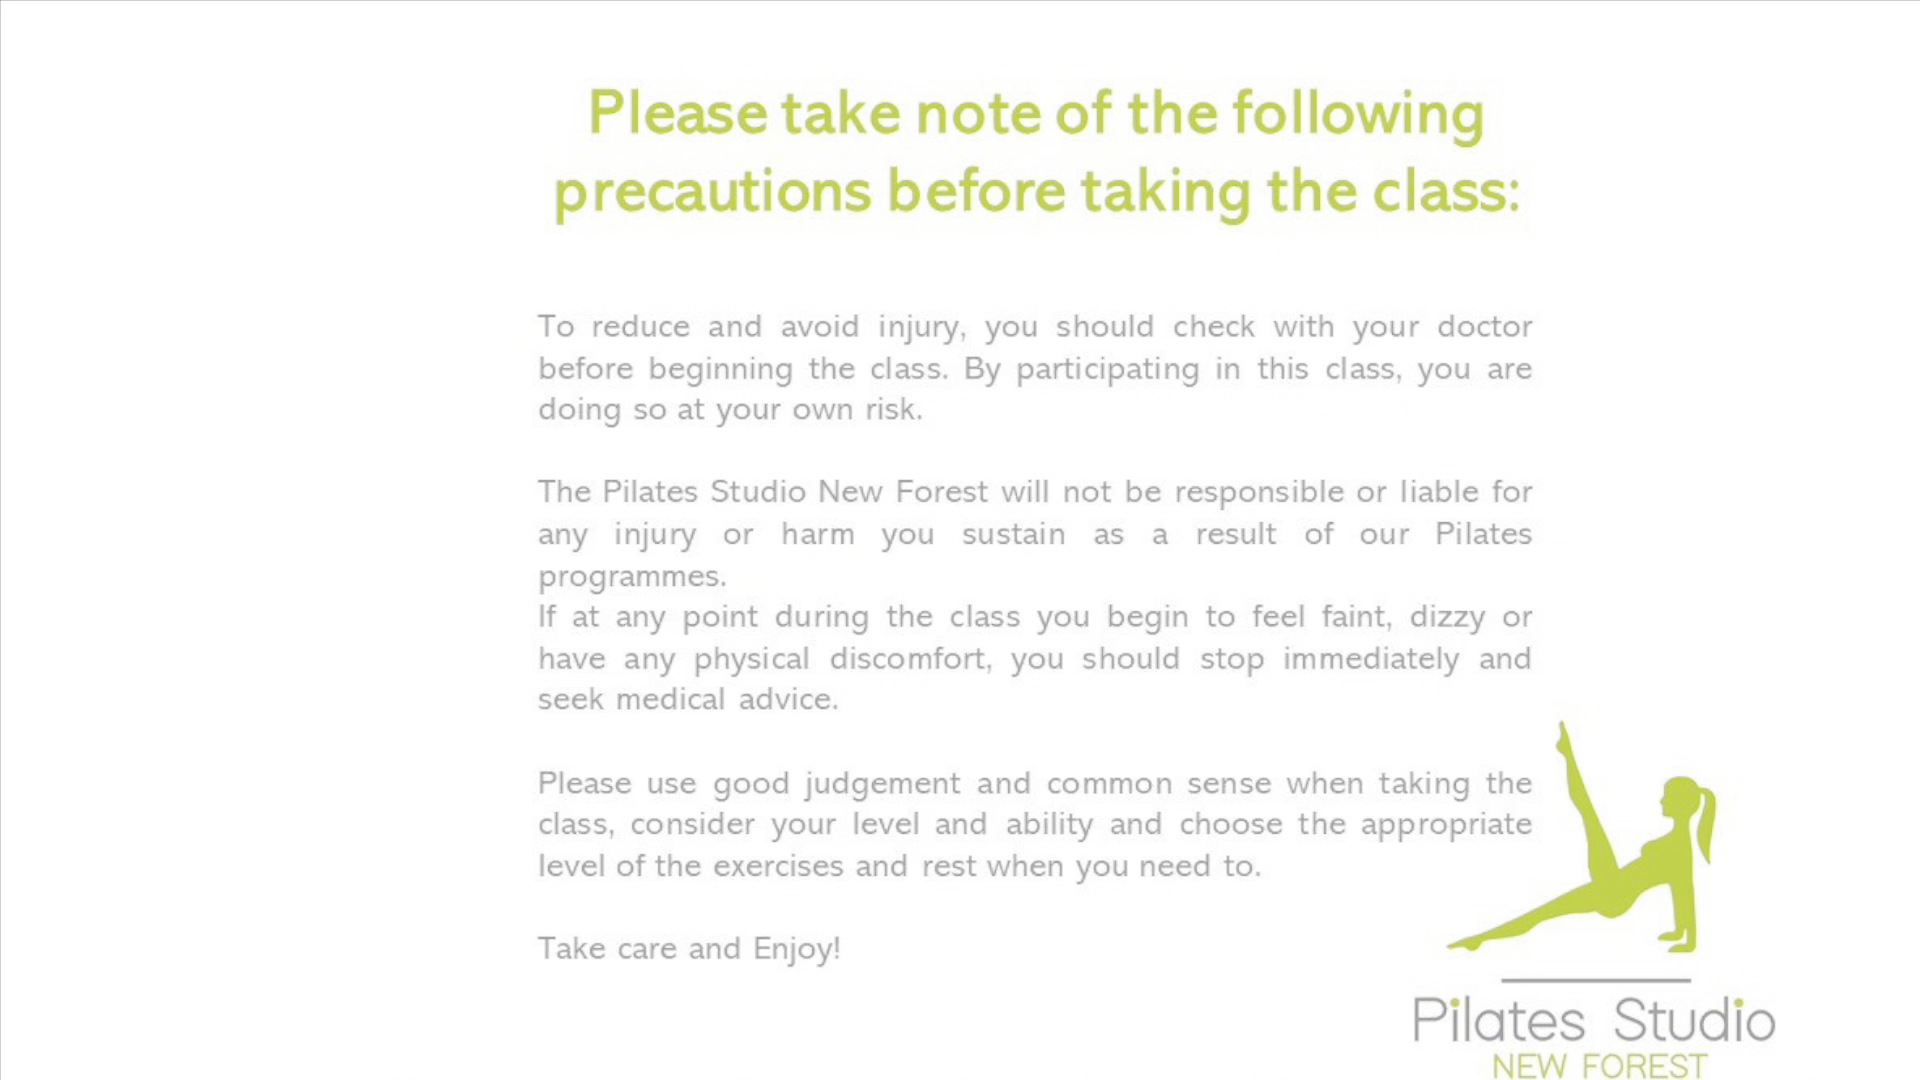 Please take note of the following
precautions before taking the class:
To reduce and avoid injury, you should check with your doctor
before beginning the class. By participating in this class, you are
doing so at your own risk.
The Pilates Studio New Forest will not be responsible or liable for
any injury or harm you sustain as a result of our Pilates
programmes.
If at any point during the class you begin to feel faint, dizzy or
have any physical discomfort, you should stop immediately and
seek medical advice.
Please use good judgement and common sense when taking the
class, consider your level and ability and choose the appropriate
level of the exercises and rest when you need to.
Take care and Enjoy!
Pilates Studio
NEW FOREST